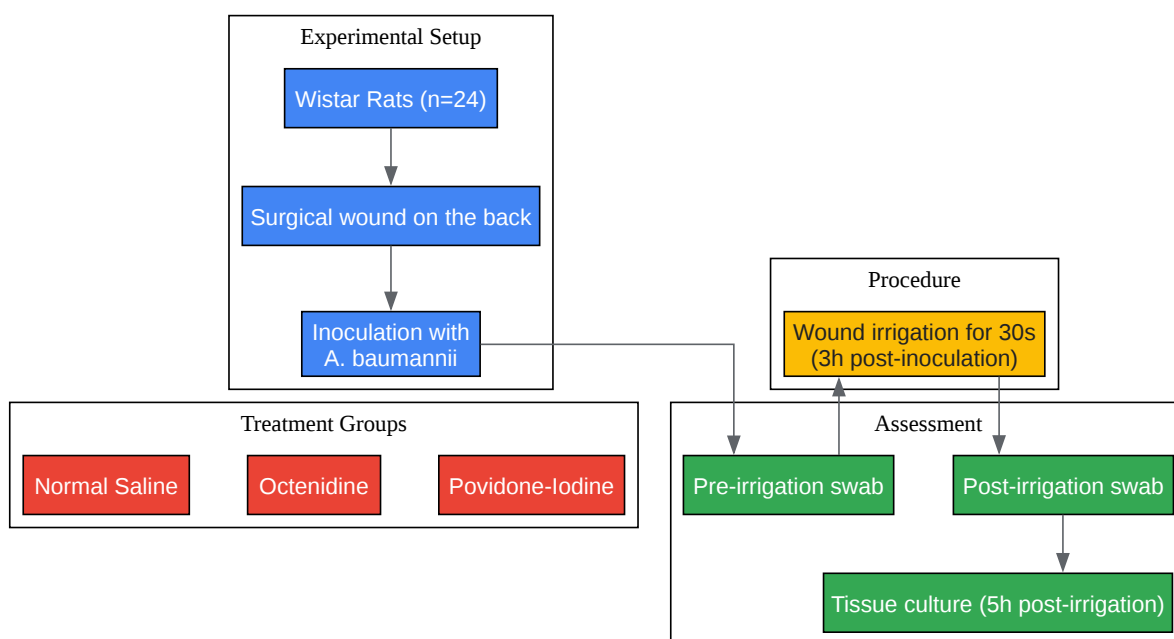 Experimental Setup
Wistar Rats (n=24)
Surgical wound on the back
Inoculation with
A. baumannii
Treatment Groups
Normal Saline
Octenidine
Povidone-Iodine
Procedure
Wound irrigation for 30s
(3h post-inoculation)
Assessment
Pre-irrigation swab
Post-irrigation swab
Tissue culture (5h post-irrigation)